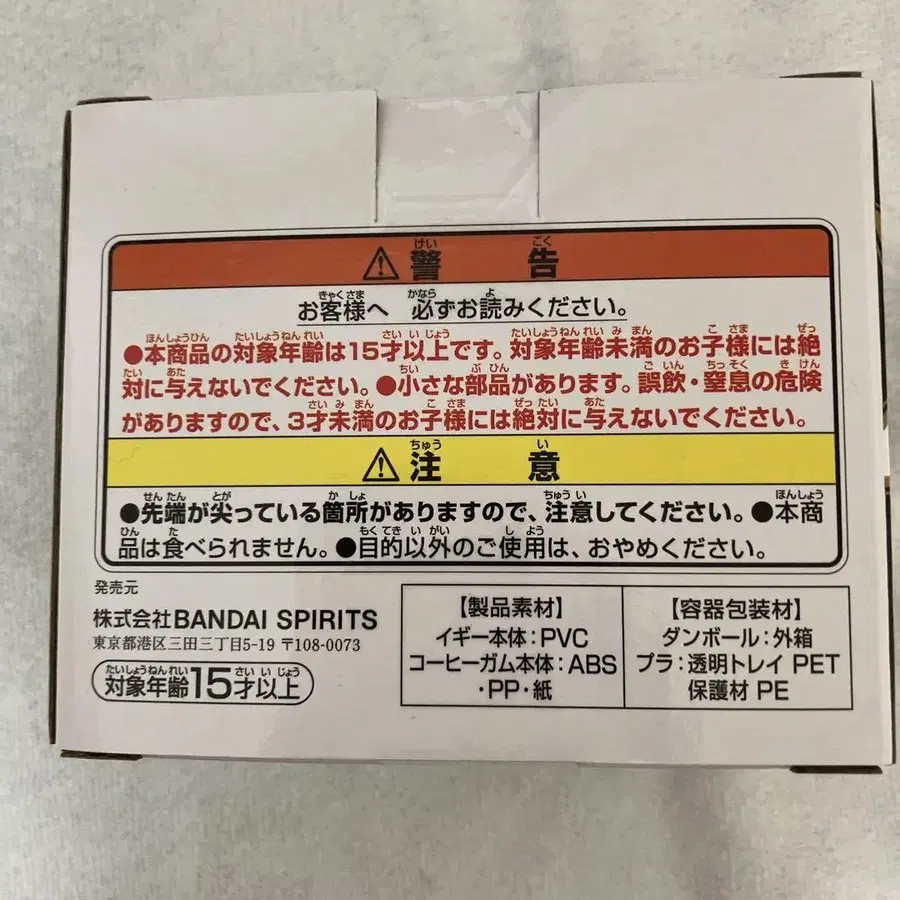 ⚠警告
お客様へ 必ずお読みください。
●本商品の対象年齢は15才以上です。対象年齢未満のお子様には絶
対に与えないでください。●小さな部品があります。誤飲・窒息の危険
がありますので、3才未満のお子様には絶対に与えないでください。
⚠注意
●先端が尖っている箇所がありますので、注意してください。●本商
品は食べられません。●目的以外のご使用は、おやめください。
発売元
株式会社BANDAI SPIRITS
東京都港区三田三丁目5-19 〒108-0073
対象年齢15才以上
【製品素材】
イギー本体:PVC
コーヒーガム本体:ABS
・PP・紙
【容器包装材】
ダンボール:外箱
プラ:透明トレイ PET
保護材 PE